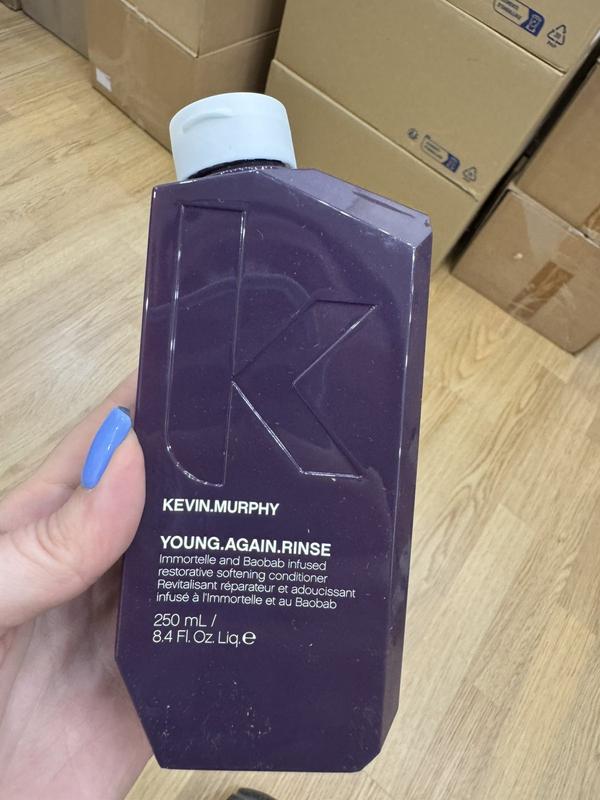 KEVIN.MURPHY
YOUNG.AGAIN.RINSE
Immortelle and Baobab infused
restorative softening conditioner
Revitalisant réparateur et adoucissant
infusé à l'Immortelle et au Baobab
250 mL /
8.4 Fl. Oz. Liq. ℮